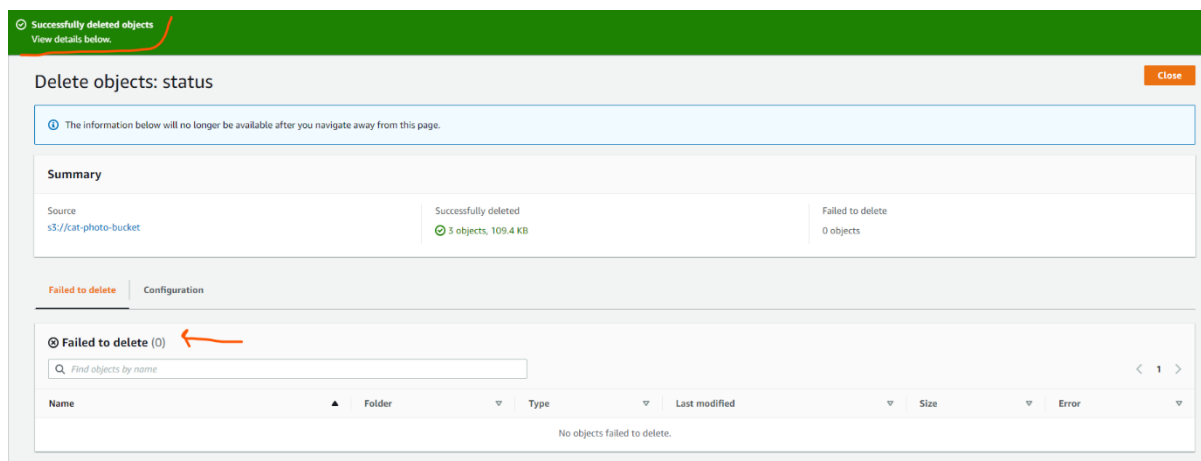 Successfully deleted objects
View details below.
Delete objects: status
Close
The information below will no longer be available after you navigate away from this page.
Summary
Source
s3://cat-photo-bucket
Successfully deleted
3 objects, 109.4 KB
Failed to delete
0 objects
Failed to delete
Configuration
Failed to delete (0)
Find objects by name
1
Name
Folder
Type
Last modified
Size
Error
No objects failed to delete.